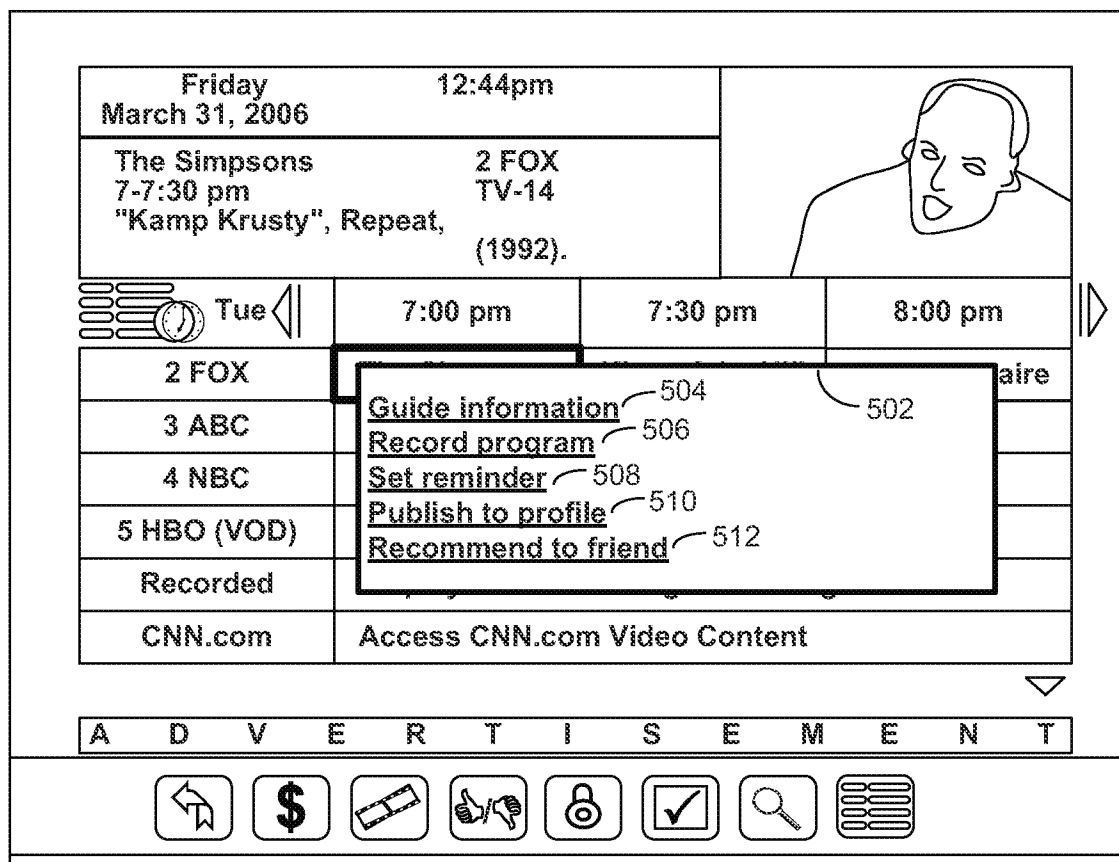 Friday 12:44pm
March 31, 2006
The Simpsons 2 FOX
7-7:30 pm TV-14
"Kamp Krusty", Repeat,
(1992).
Tue 7:00 pm 7:30 pm 8:00 pm
2 FOX aire
Guide information 504 502
3 ABC
Record program 506
4 NBC
Set reminder 508
Publish to profile 510
5 HBO (VOD)
Recommend to friend 512
Recorded
CNN.com Access CNN.com Video Content
A D V E R T I S E M E N T
$